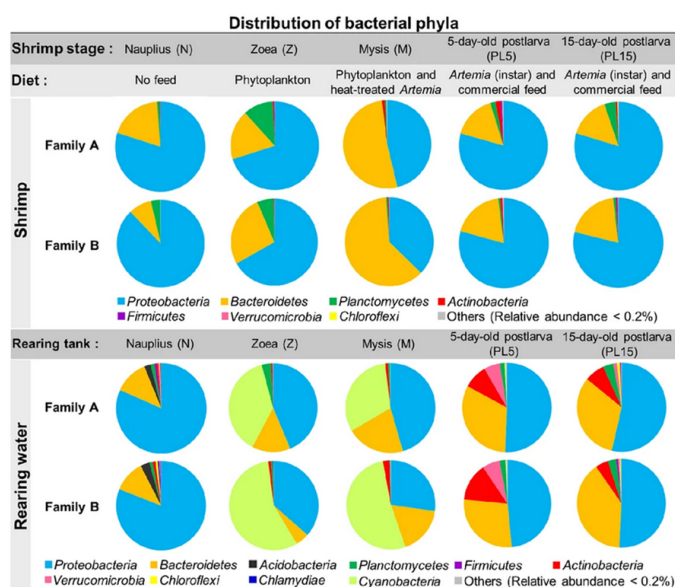 Distribution of bacterial phyla
Shrimp stage : Nauplius (N) Zoea (Z) Mysis (M) 5-day-old postlarva (PL5) 15-day-old postlarva (PL15)
Diet : No feed Phytoplankton Phytoplankton and heat-treated Artemia Artemia (instar) and commercial feed Artemia (instar) and commercial feed
Shrimp
Family A
Family B
Proteobacteria Bacteroidetes Planctomycetes Actinobacteria
Firmicutes Verrucomicrobia Chloroflexi Others (Relative abundance < 0.2%)
Rearing tank : Nauplius (N) Zoea (Z) Mysis (M) 5-day-old postlarva (PL5) 15-day-old postlarva (PL15)
Rearing water
Family A
Family B
Proteobacteria Bacteroidetes Acidobacteria Planctomycetes Firmicutes Actinobacteria
Verrucomicrobia Chloroflexi Chlamydiae Cyanobacteria Others (Relative abundance < 0.2%)